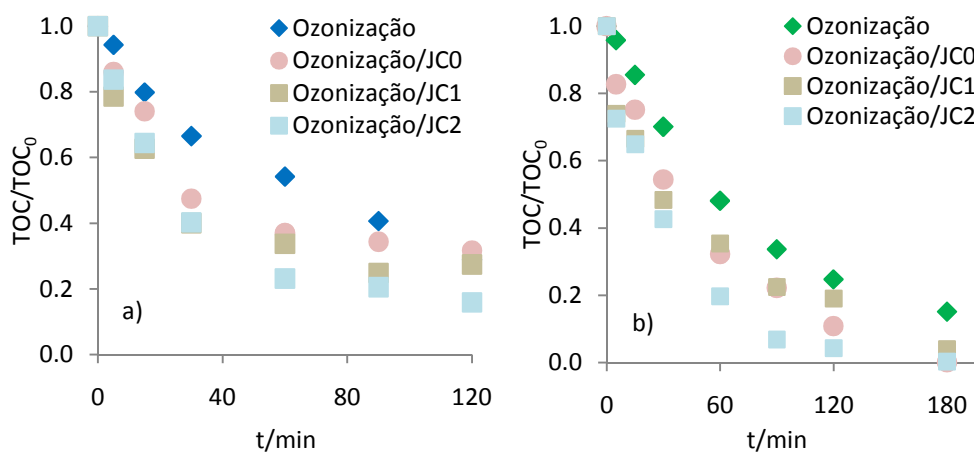 1.0
0.8
0.6
0.4
0.2
0.0
TOC/TOC0
0
40
80
120
t/min
a)
Ozonização
Ozonização/JC0
Ozonização/JC1
Ozonização/JC2
1.0
0.8
0.6
0.4
0.2
0.0
TOC/TOC0
0
60
120
180
t/min
b)
Ozonização
Ozonização/JC0
Ozonização/JC1
Ozonização/JC2